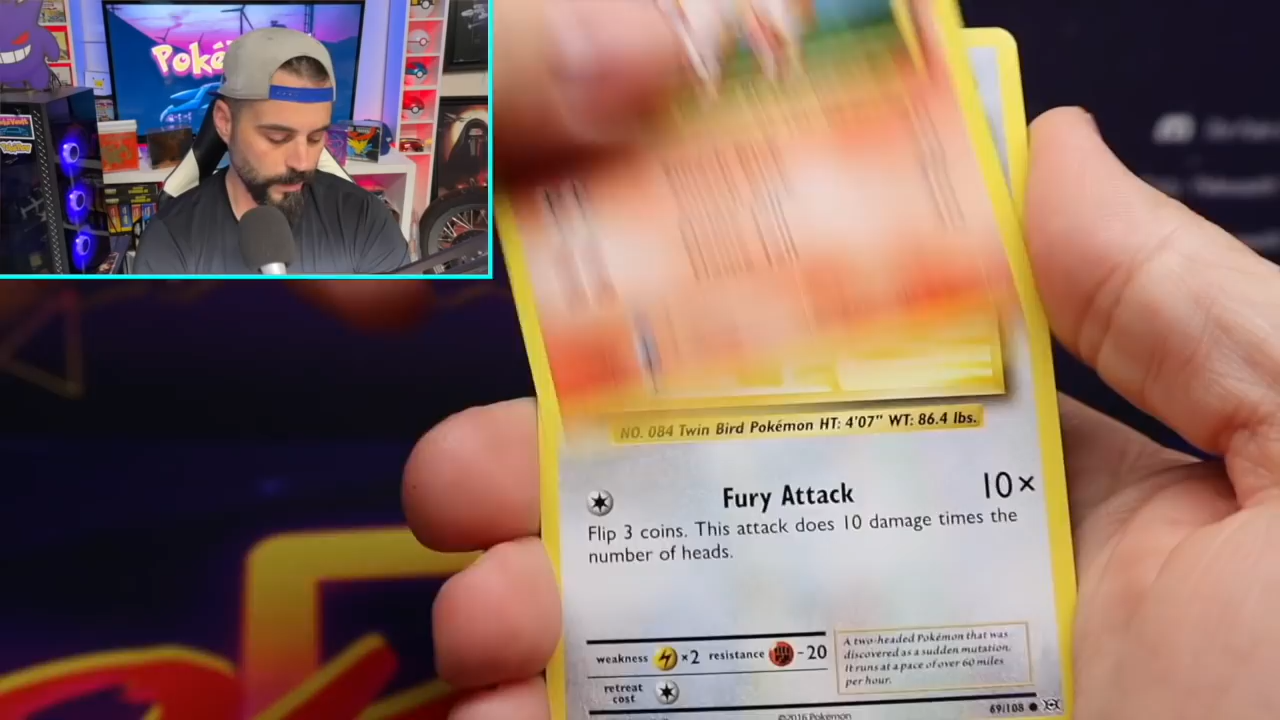 Poké
NO. 084 Twin Bird Pokémon HT: 4'07" WT: 86.4 lbs.
Fury Attack 10×
Flip 3 coins. This attack does 10 damage times the
number of heads.
weakness ×2 resistance -20
retreat
cost
A two-headed Pokémon that was
discovered as a sudden mutation.
It runs at a pace of over 60 miles
per hour.
69/108
©2016 Pokémon